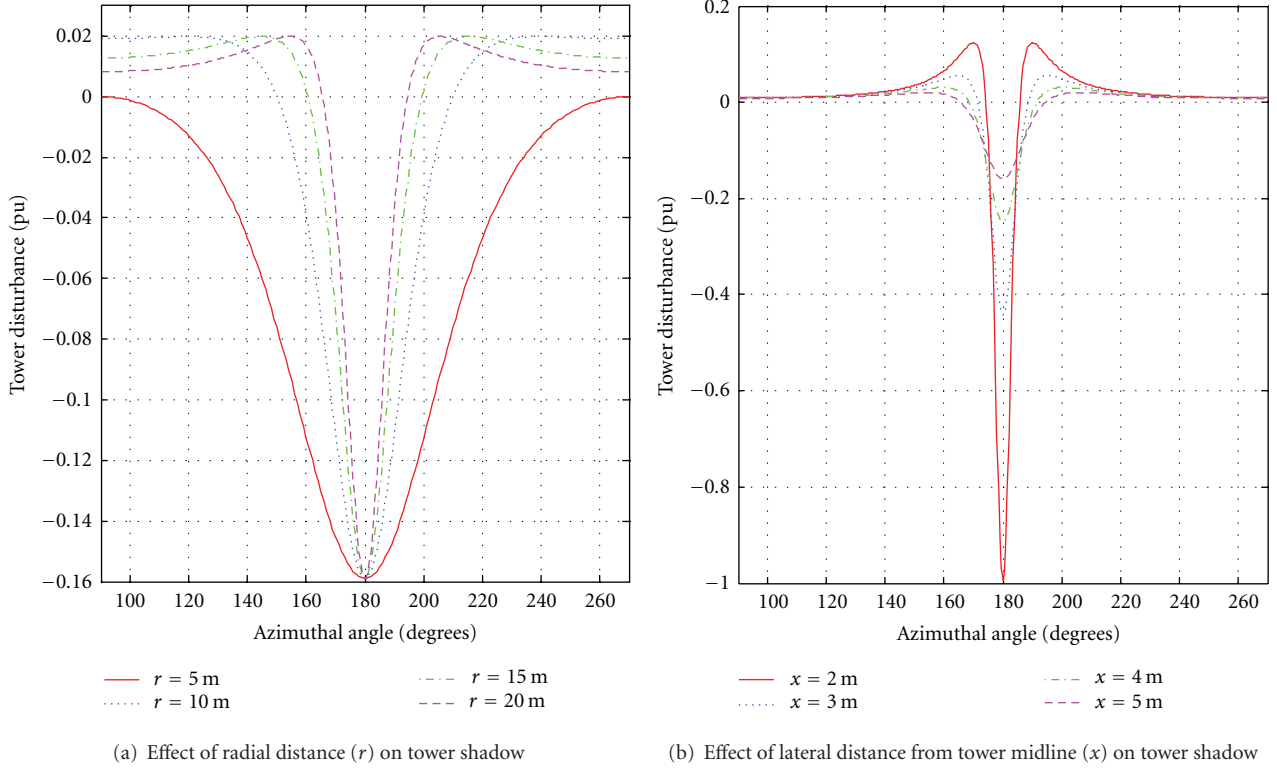 0.02
0
−0.02
−0.04
−0.06
−0.08
−0.1
−0.12
−0.14
−0.16
Tower disturbance (pu)
100 120 140 160 180 200 220 240 260
Azimuthal angle (degrees)
r = 5 m
r = 10 m
r = 15 m
r = 20 m
(a) Effect of radial distance (r) on tower shadow
0.2
0
−0.2
−0.4
−0.6
−0.8
−1
Tower disturbance (pu)
100 120 140 160 180 200 220 240 260
Azimuthal angle (degrees)
x = 2 m
x = 3 m
x = 4 m
x = 5 m
(b) Effect of lateral distance from tower midline (x) on tower shadow